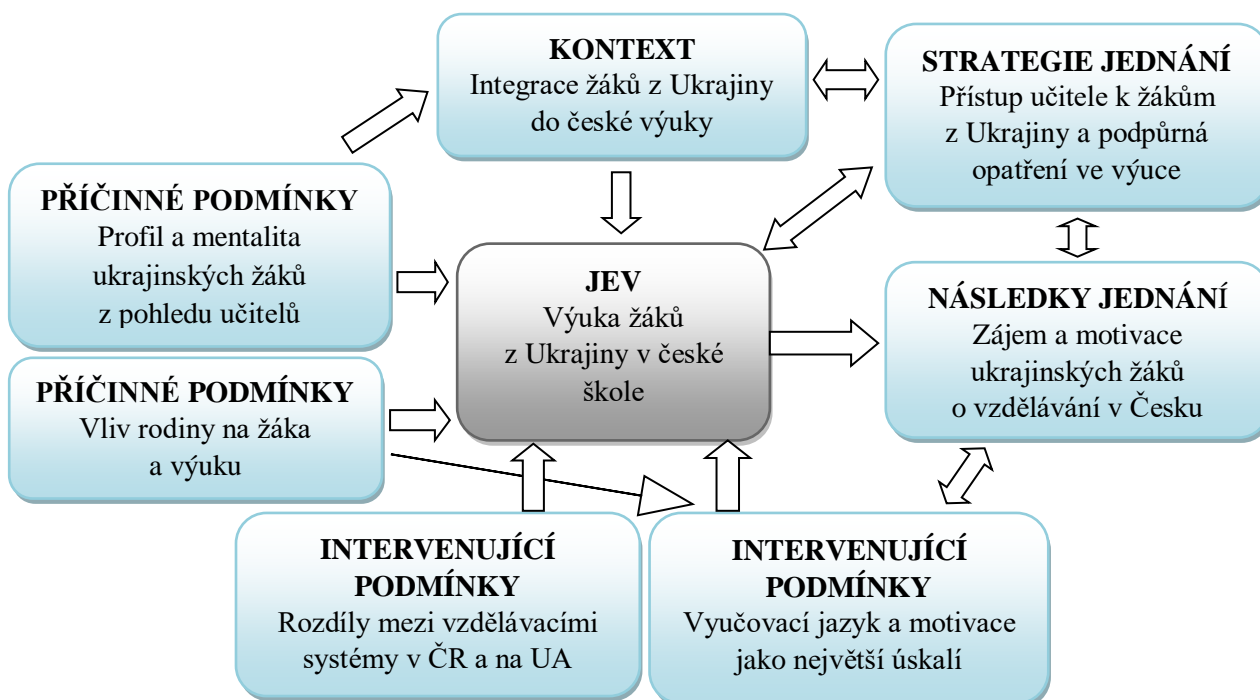 KONTEXT
Integrace žáků z Ukrajiny
do české výuky
STRATEGIE JEDNÁNÍ
Přístup učitele k žákům
z Ukrajiny a podpůrná
opatření ve výuce
PŘÍČINNÉ PODMÍNKY
Profil a mentalita
ukrajinských žáků
z pohledu učitelů
JEV
Výuka žáků
z Ukrajiny v české
škole
NÁSLEDKY JEDNÁNÍ
Zájem a motivace
ukrajinských žáků
o vzdělávání v Česku
PŘÍČINNÉ PODMÍNKY
Vliv rodiny na žáka
a výuku
INTERVENUJÍCÍ
PODMÍNKY
Rozdíly mezi vzdělávacími
systémy v ČR a na UA
INTERVENUJÍCÍ
PODMÍNKY
Vyučovací jazyk a motivace
jako největší úskalí